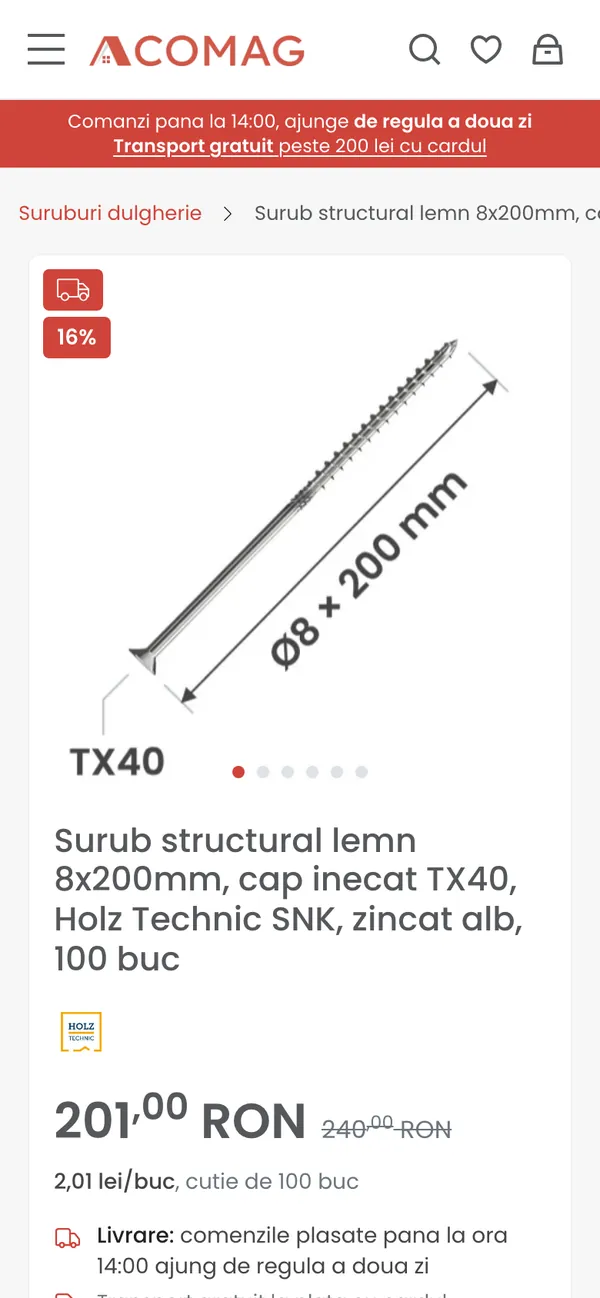 ACOMAG
Comanzi pana la 14:00, ajunge de regula a doua zi
Transport gratuit peste 200 lei cu cardul
Suruburi dulgherie > Surub structural lemn 8x200mm, c
16%
Ø8 × 200 mm
TX40
Surub structural lemn
8x200mm, cap inecat TX40,
Holz Technic SNK, zincat alb,
100 buc
HOLZ
TECHNIC
201,00 RON 240,00 RON
2,01 lei/buc, cutie de 100 buc
Livrare: comenzile plasate pana la ora
14:00 ajung de regula a doua zi